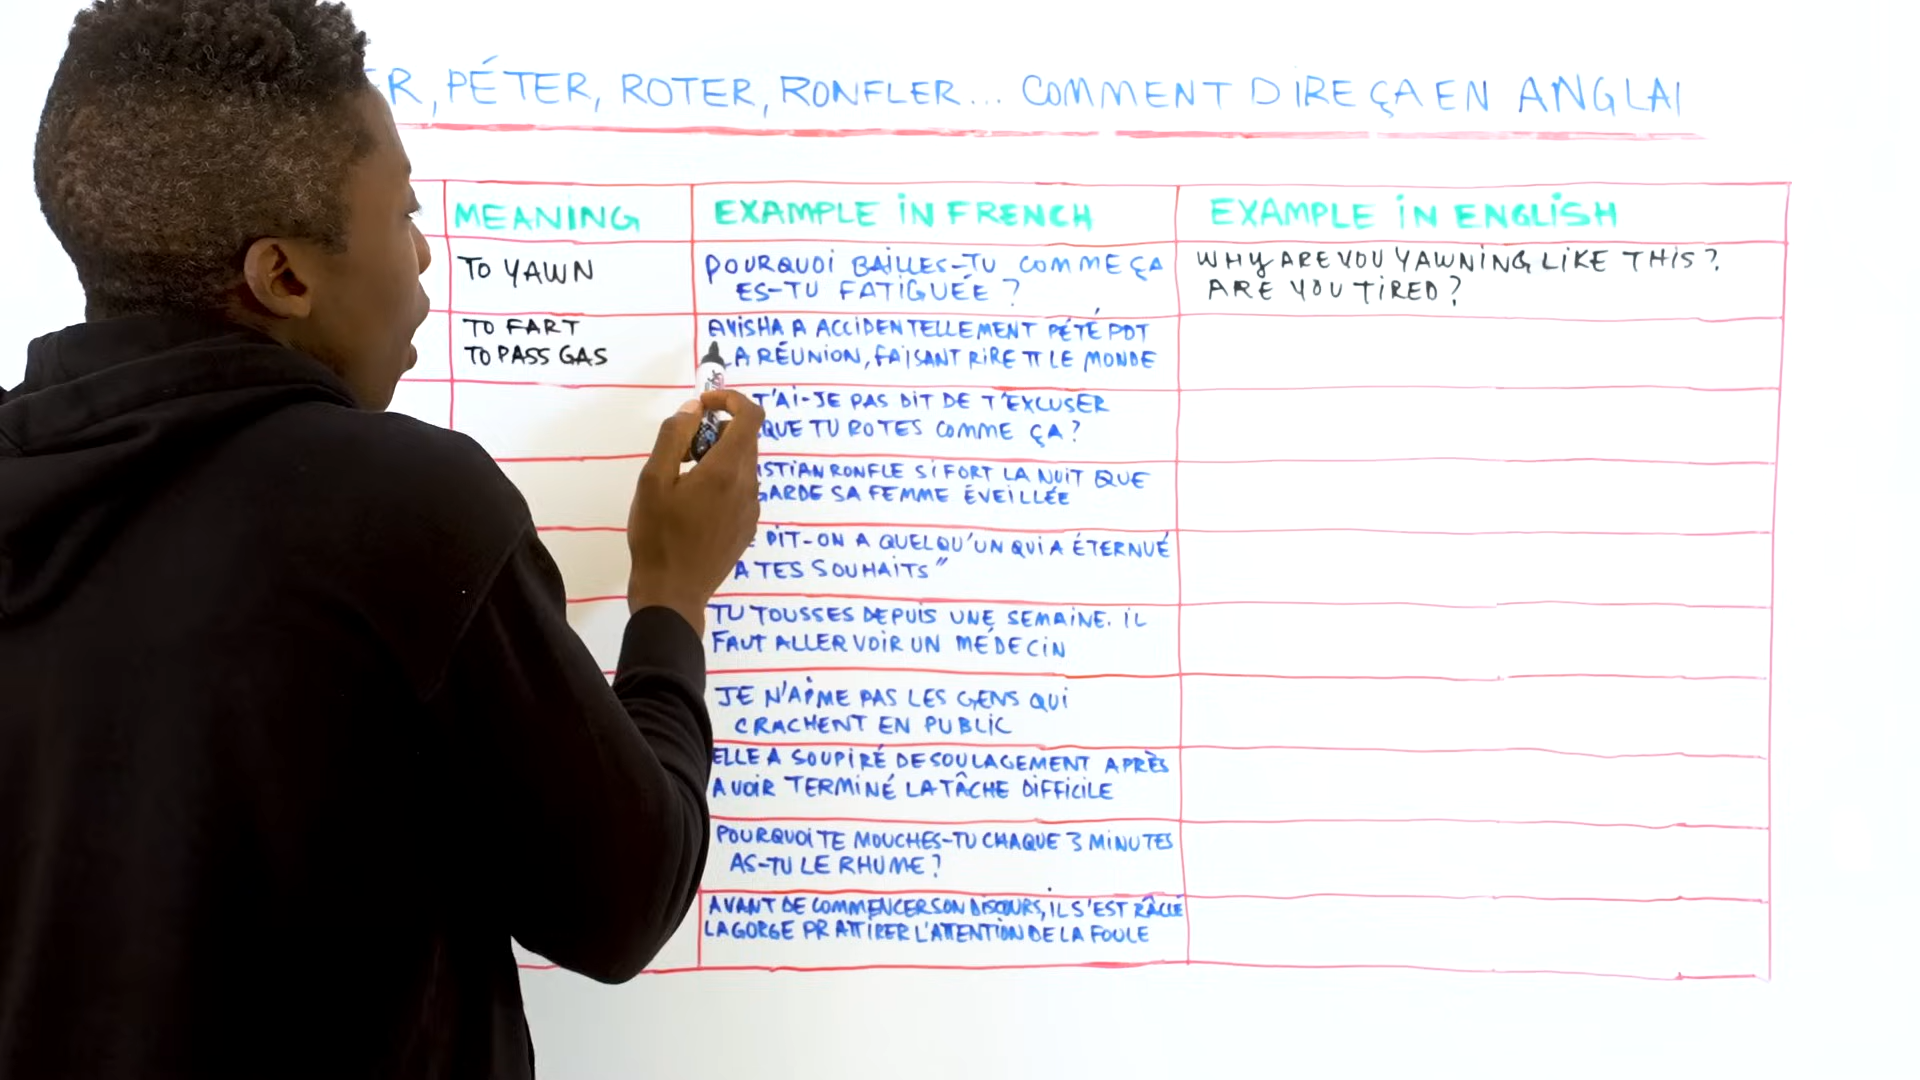 R, PÉTER, ROTER, RONFLER... COMMENT DIRE ÇA EN ANGLAI
MEANING
EXAMPLE IN FRENCH
EXAMPLE IN ENGLISH
TO YAWN
POURQUOI BAILLES-TU COMME ÇA
ES-TU FATIGUÉE ?
WHY ARE YOU YAWNING LIKE THIS ?
ARE YOU TIRED ?
TO FART
TO PASS GAS
AYISHA A ACCIDENTELLEMENT PÉTÉ PDT
LA RÉUNION, FAISANT RIRE TT LE MONDE
T'AI-JE PAS DIT DE T'EXCUSER
QUE TU ROTES COMME ÇA ?
STIAN RONFLE SI FORT LA NUIT QUE
GARDE SA FEMME ÉVEILLÉE
DIT-ON A QUELQU'UN QUI A ÉTERNUÉ
A TES SOUHAITS"
TU TOUSSES DEPUIS UNE SEMAINE. IL
FAUT ALLER VOIR UN MÉDECIN
JE N'AIME PAS LES GENS QUI
CRACHENT EN PUBLIC
ELLE A SOUPIRÉ DE SOULAGEMENT APRÈS
AVOIR TERMINÉ LA TÂCHE DIFFICILE
POURQUOI TE MOUCHES-TU CHAQUE 3 MINUTES
AS-TU LE RHUME ?
AVANT DE COMMENCER SON DISCOURS, IL S'EST RÂCLÉ
LA GORGE PR ATTIRER L'ATTENTION DE LA FOULE